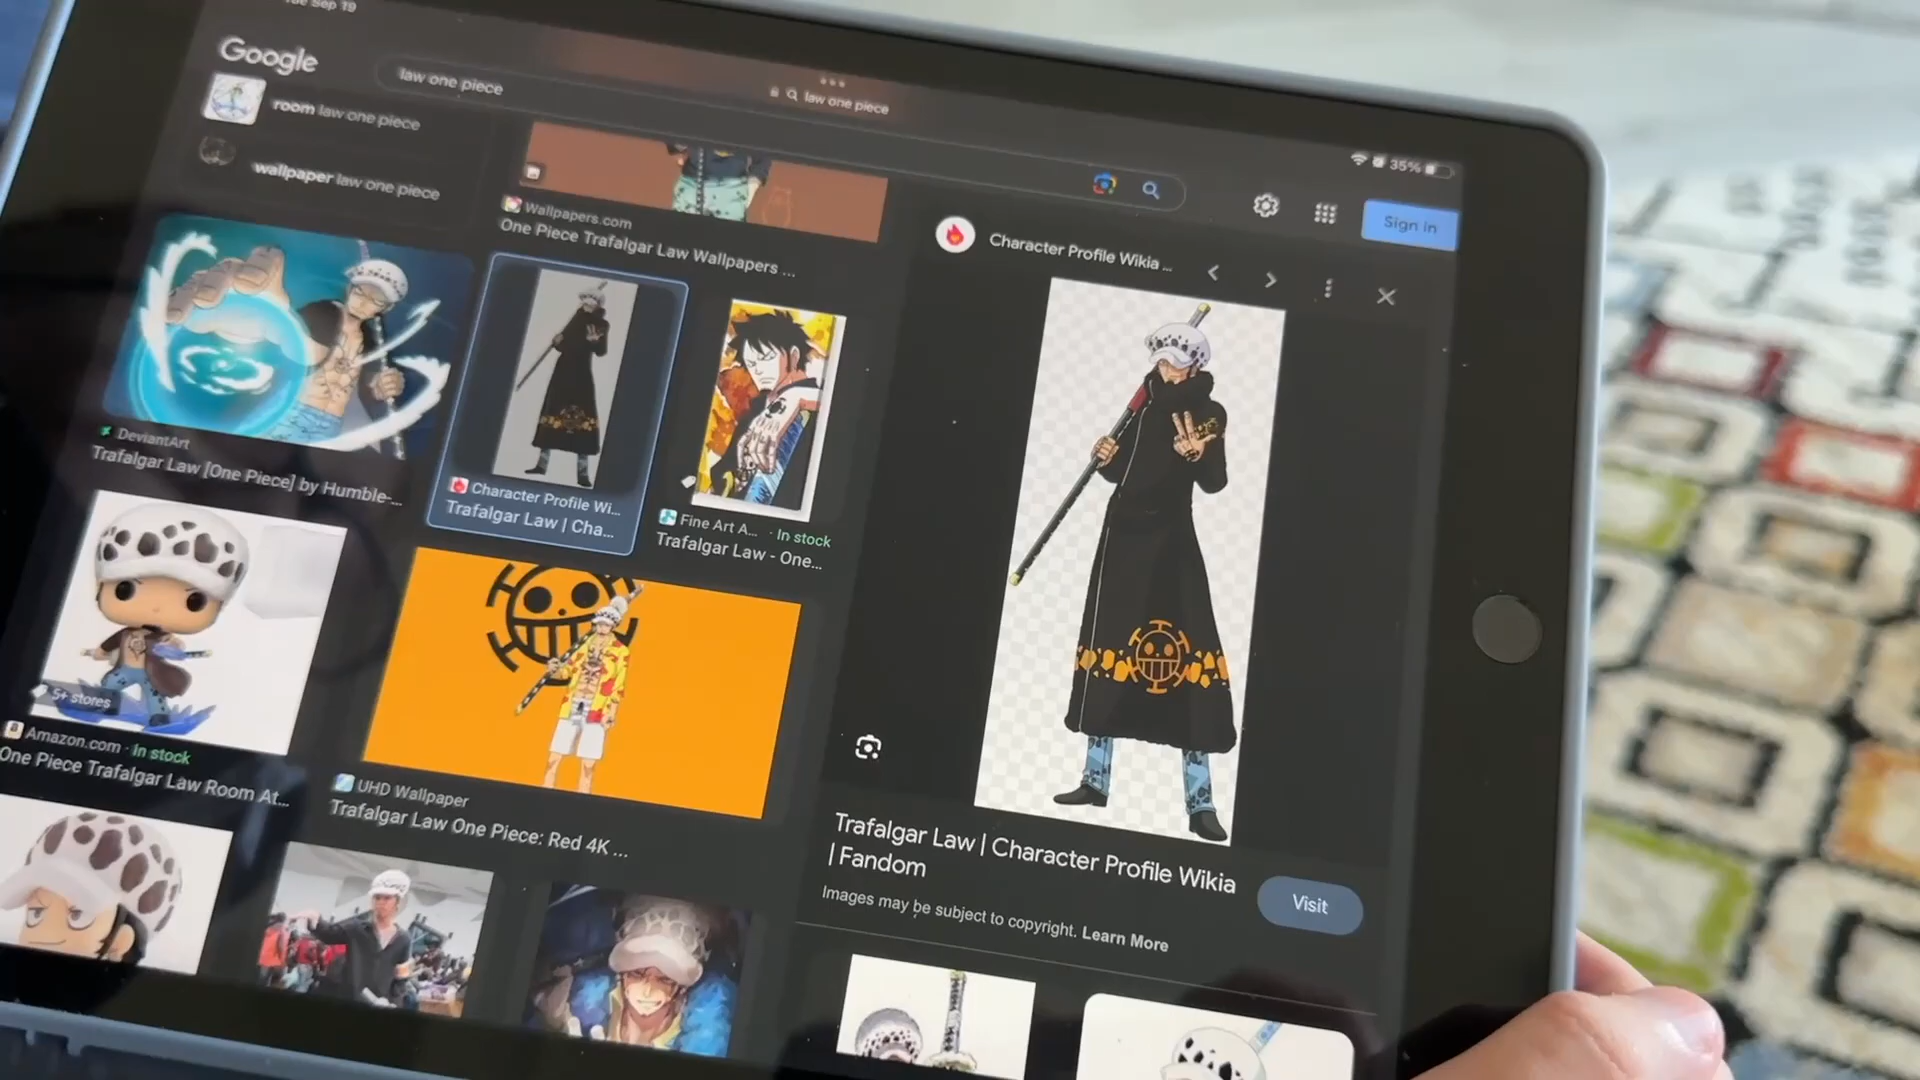 Tue Sep 19
Google
law one piece
law one piece
35%
room law one piece
wallpaper law one piece
Sign in
Wallpapers.com
One Piece Trafalgar Law Wallpapers ...
Character Profile Wikia ...
DeviantArt
Trafalgar Law [One Piece] by Humble-...
Character Profile Wi...
Trafalgar Law | Cha...
Fine Art A... · In stock
Trafalgar Law - One...
5+ stores
Amazon.com · In stock
One Piece Trafalgar Law Room At...
UHD Wallpaper
Trafalgar Law One Piece: Red 4K ...
Trafalgar Law | Character Profile Wikia
| Fandom
Visit
Images may be subject to copyright. Learn More